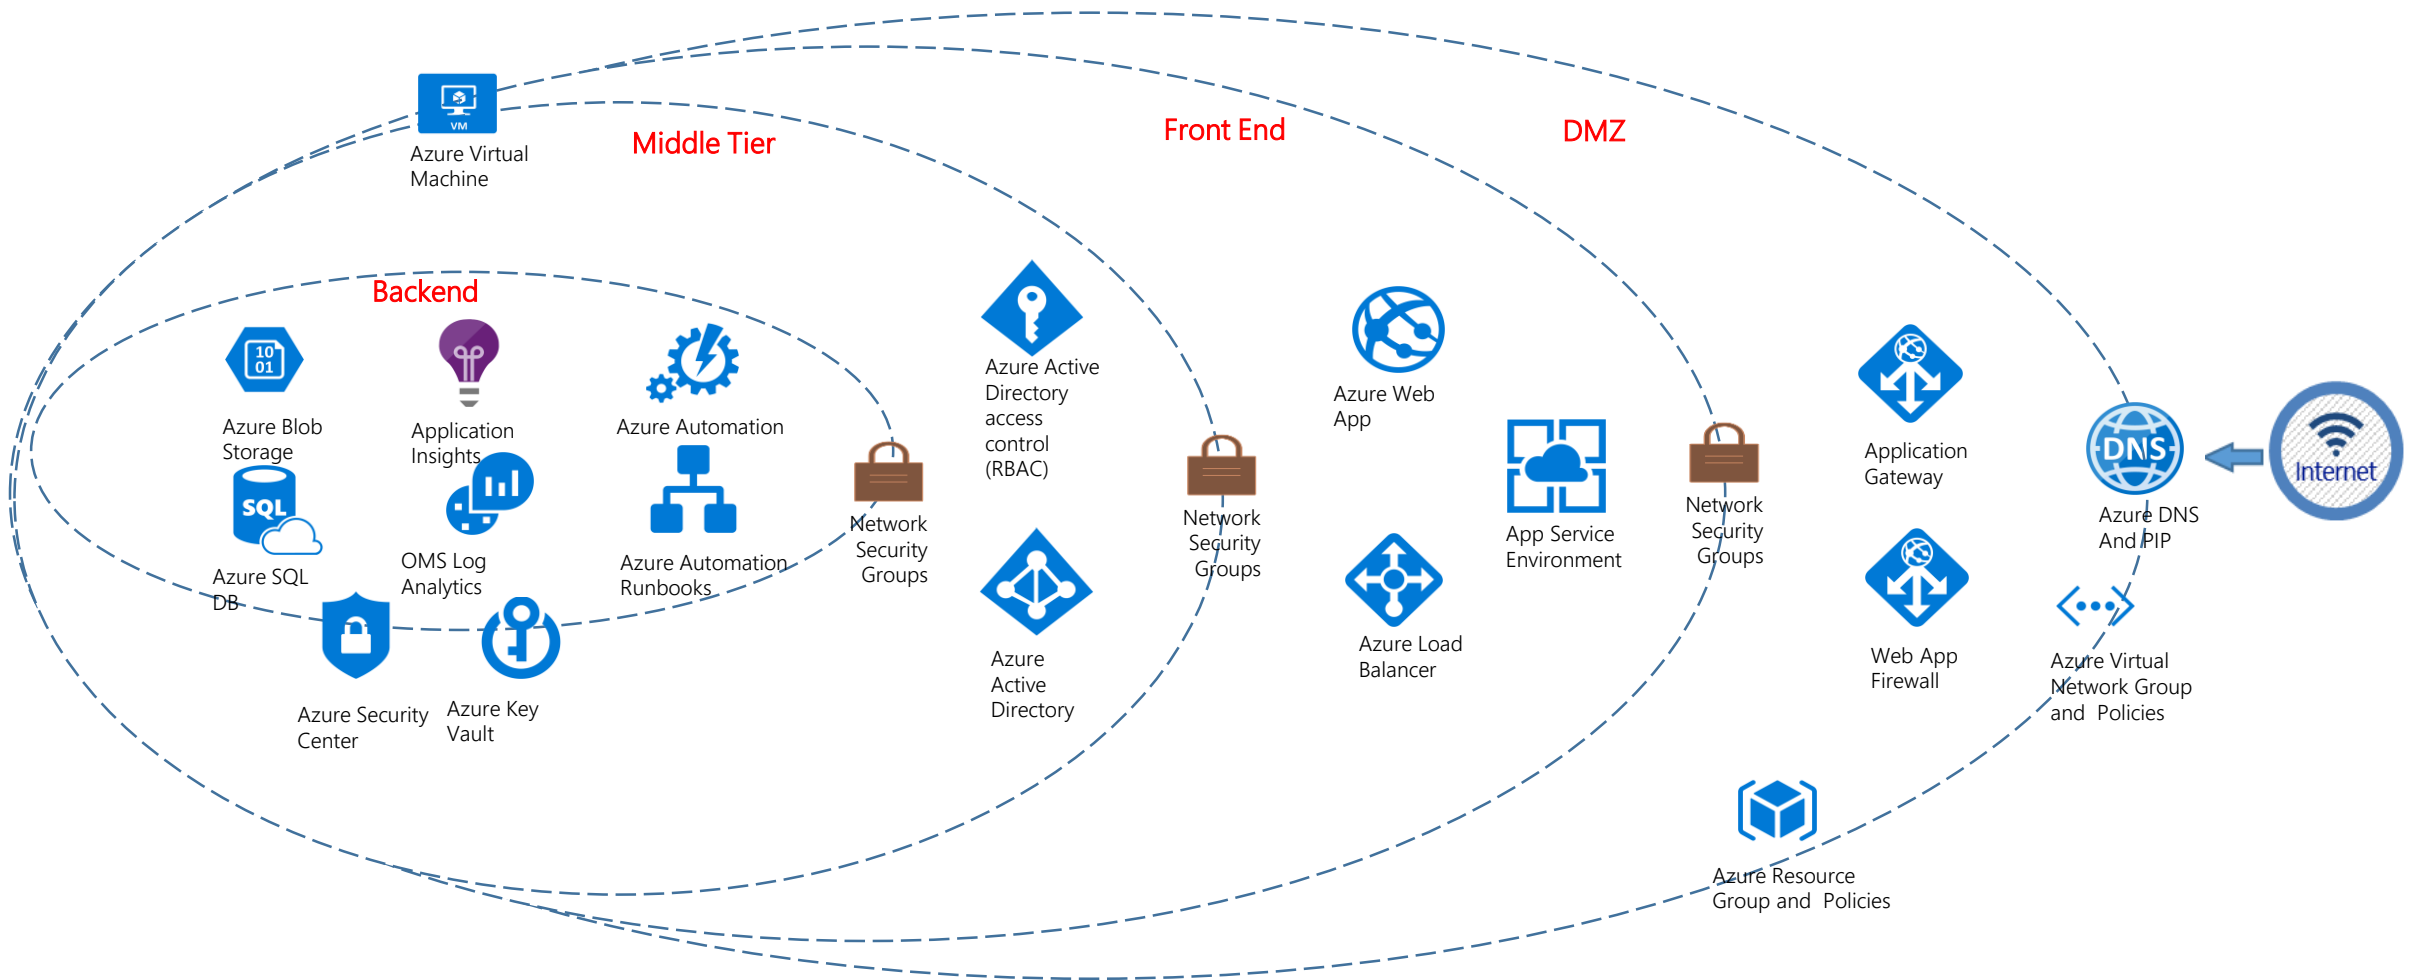 VM
Azure Virtual
Machine
Middle Tier
Front End
DMZ
Backend
10
01
Azure Blob
Storage
Application
Insights
Azure Automation
SQL
Azure SQL
DB
OMS Log
Analytics
Azure Automation
Runbooks
Network
Security
Groups
Azure Security
Center
Azure Key
Vault
Azure Active
Directory
access
control
(RBAC)
Azure
Active
Directory
Network
Security
Groups
Azure Web
App
App Service
Environment
Azure Load
Balancer
Network
Security
Groups
Application
Gateway
Web App
Firewall
DNS
Azure DNS
And PIP
Internet
Azure Virtual
Network Group
and  Policies
Azure Resource
Group and  Policies